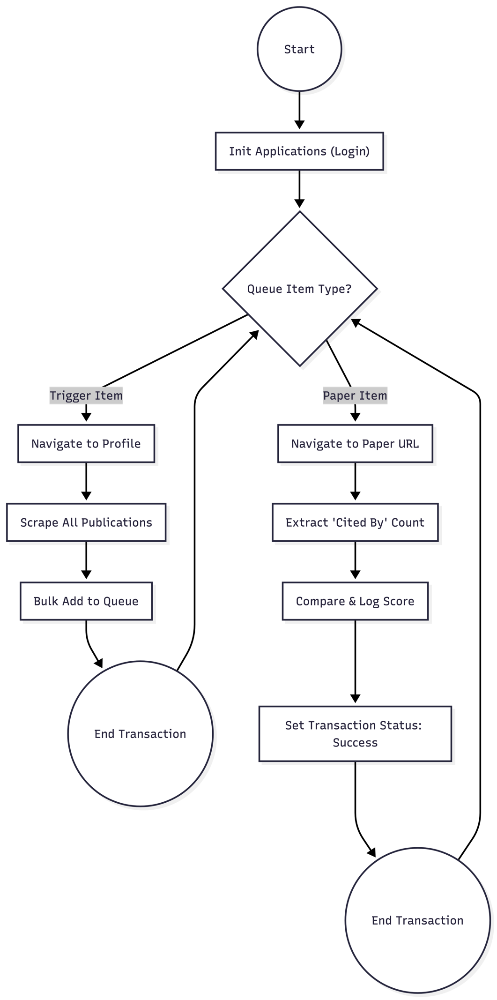 Start
Init Applications (Login)
Queue Item Type?
Trigger Item
Paper Item
Navigate to Profile
Navigate to Paper URL
Scrape All Publications
Extract 'Cited By' Count
Bulk Add to Queue
Compare & Log Score
End Transaction
Set Transaction Status:
Success
End Transaction